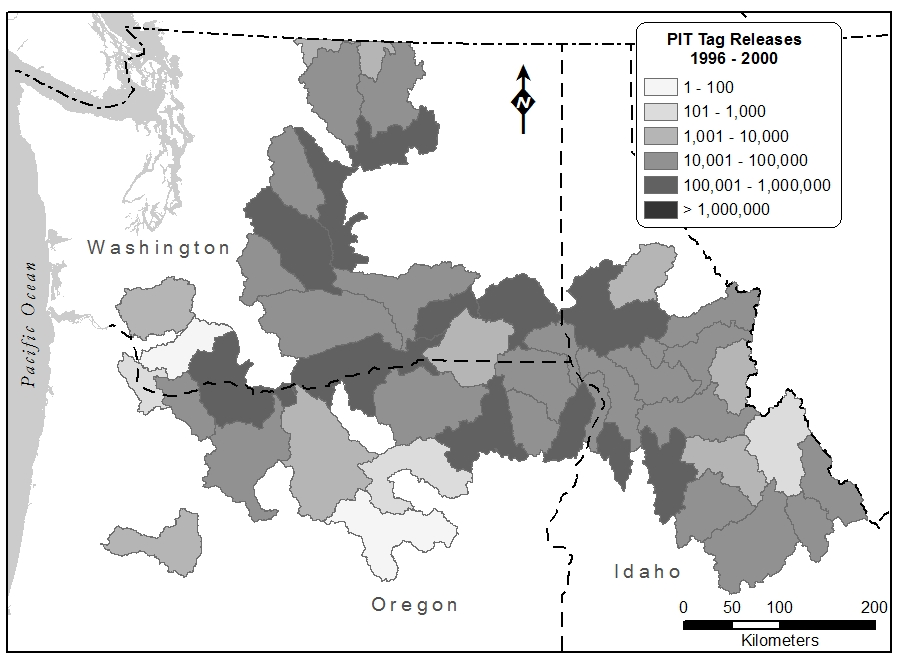 PIT Tag Releases
1996 - 2000
1 - 100
101 - 1,000
1,001 - 10,000
10,001 - 100,000
100,001 - 1,000,000
> 1,000,000
N
Washington
Pacific Ocean
Idaho
Oregon
0 50 100 200
Kilometers